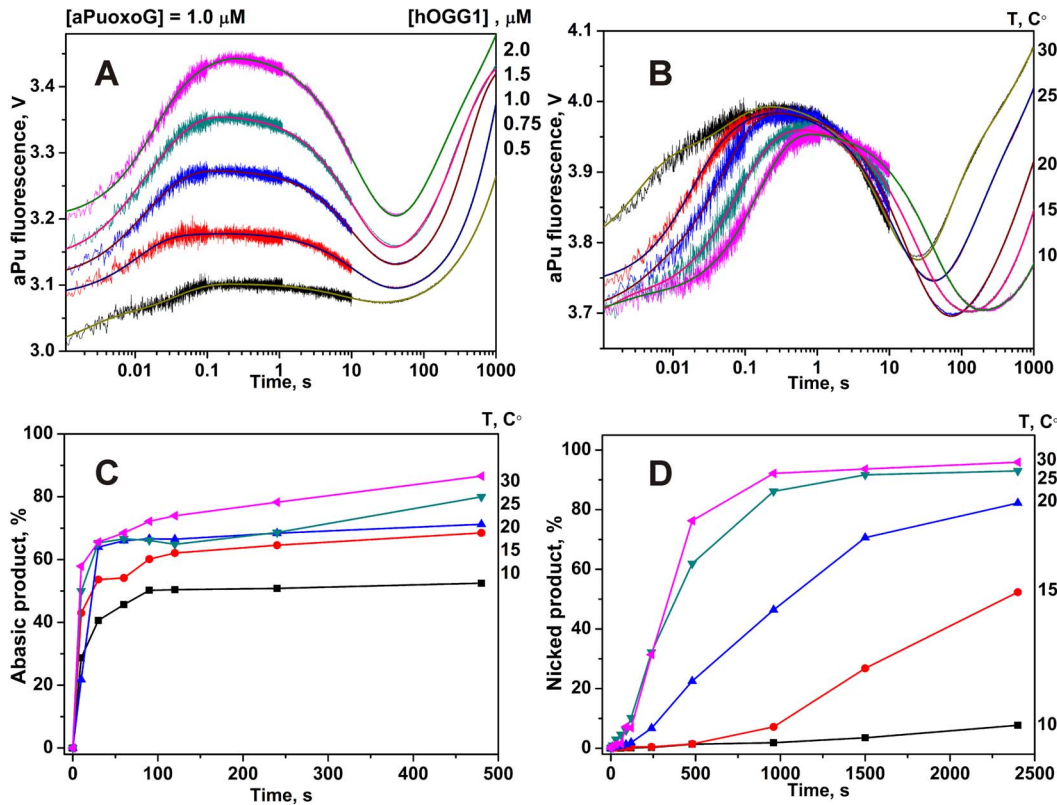 [aPuoxoG] = 1.0 μM [hOGG1] , μM
A
2.0
1.5
1.0
0.75
0.5
3.4
3.3
3.2
3.1
3.0
aPu fluorescence, V
0.01 0.1 1 10 100 1000
Time, s
T, C°
B
30
25
20
15
10
4.1
4.0
3.9
3.8
3.7
aPu fluorescence, V
0.01 0.1 1 10 100 1000
Time, s
T, C°
C
30
25
20
15
10
100
80
60
40
20
0
Abasic product, %
0 100 200 300 400 500
Time, s
T, C°
D
30
25
20
15
10
100
80
60
40
20
0
Nicked product, %
0 500 1000 1500 2000 2500
Time, s